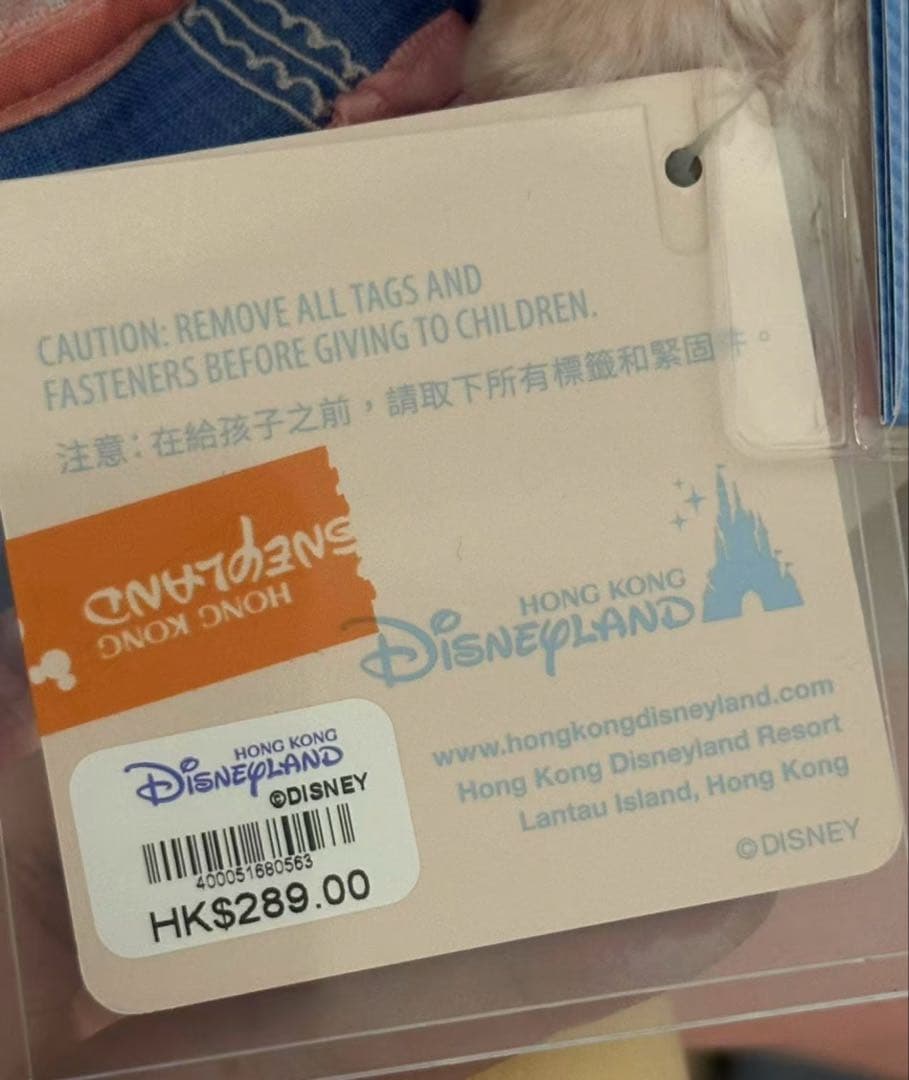 CAUTION: REMOVE ALL TAGS AND
FASTENERS BEFORE GIVING TO CHILDREN.
注意：在給孩子之前，請取下所有標籤和緊固件。
HONG KONG
DISNEYLAND
HONG KONG
DISNEYLAND
www.hongkongdisneyland.com
Hong Kong Disneyland Resort
Lantau Island, Hong Kong
©DISNEY
HONG KONG
DISNEYLAND
©DISNEY
400051680563
HK$289.00